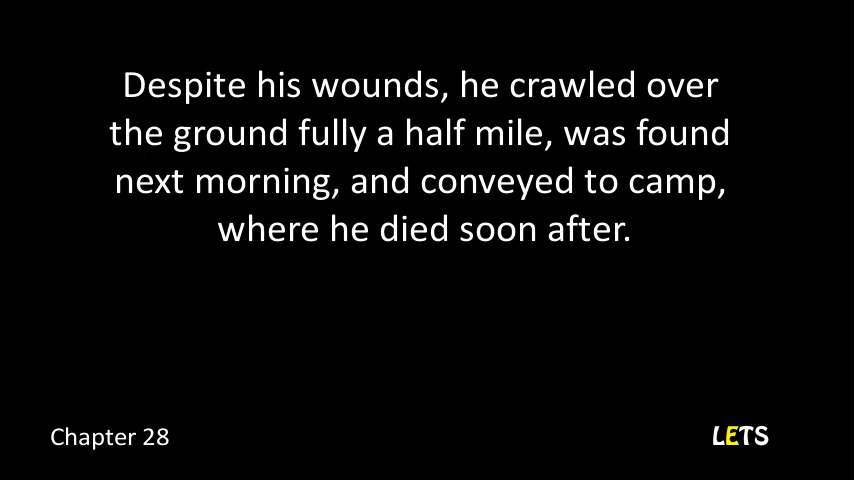 Despite his wounds, he crawled over
the ground fully a half mile, was found
next morning, and conveyed to camp,
where he died soon after.
Chapter 28
LETS